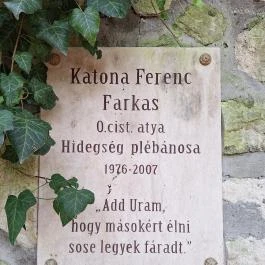 Katona Ferenc
Farkas
O.cist. atya
Hidegség plébánosa
1976-2007
„Add Uram,
hogy másokért élni
sose legyek fáradt.”